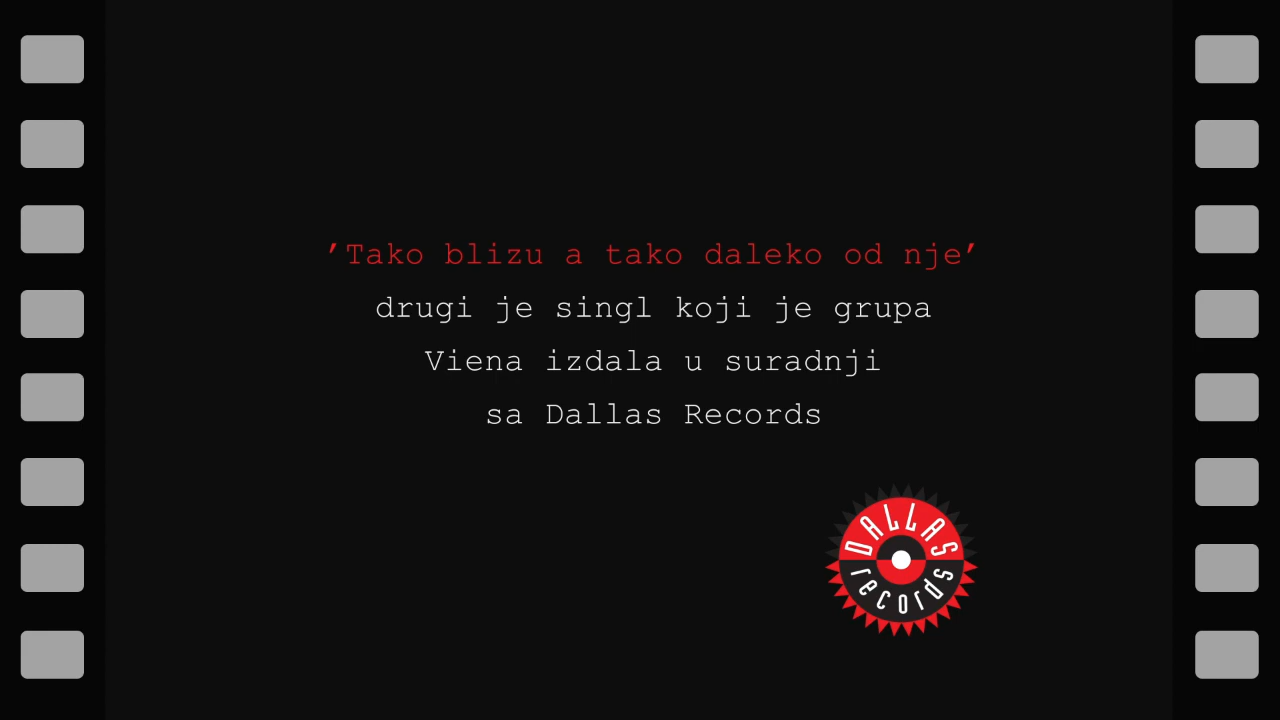 'Tako blizu a tako daleko od nje'
drugi je singl koji je grupa
Viena izdala u suradnji
sa Dallas Records
DALLAS
records